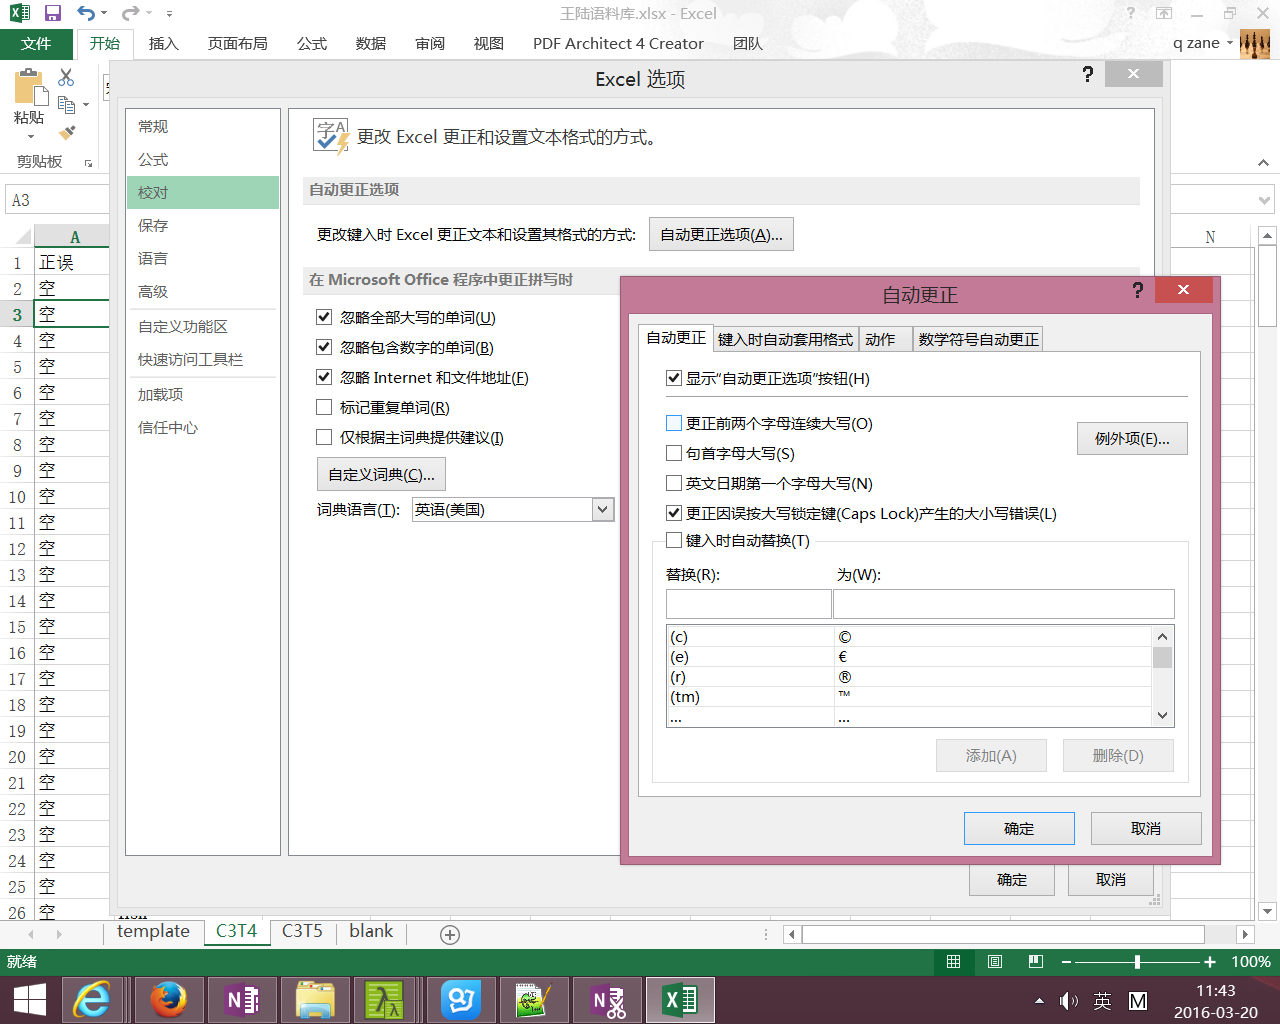 王陆语料库.xlsx - Excel
文件 开始 插入 页面布局 公式 数据 审阅 视图 PDF Architect 4 Creator 团队 q zane
粘贴
剪贴板
A3
Excel 选项
常规
公式
校对
保存
语言
高级
自定义功能区
快速访问工具栏
加载项
信任中心
更改 Excel 更正和设置文本格式的方式。
自动更正选项
更改键入时 Excel 更正文本和设置其格式的方式: 自动更正选项(A)...
在 Microsoft Office 程序中更正拼写时
忽略全部大写的单词(U)
忽略包含数字的单词(B)
忽略 Internet 和文件地址(F)
标记重复单词(R)
仅根据主词典提供建议(I)
自定义词典(C)...
词典语言(T): 英语(美国)
确定 取消
自动更正
自动更正 键入时自动套用格式 动作 数学符号自动更正
显示“自动更正选项”按钮(H)
更正前两个字母连续大写(O)
例外项(E)...
句首字母大写(S)
英文日期第一个字母大写(N)
更正因误按大写锁定键(Caps Lock)产生的大小写错误(L)
键入时自动替换(T)
替换(R): 为(W):
(c) ©
(e) €
(r) ®
(tm) ™
... ...
添加(A) 删除(D)
确定 取消
A N
1 正误
2 空
3 空
4 空
5 空
6 空
7 空
8 空
9 空
10 空
11 空
12 空
13 空
14 空
15 空
16 空
17 空
18 空
19 空
20 空
21 空
22 空
23 空
24 空
25 空
26 空
template C3T4 C3T5 blank
就绪 100%
英 M
11:43
2016-03-20